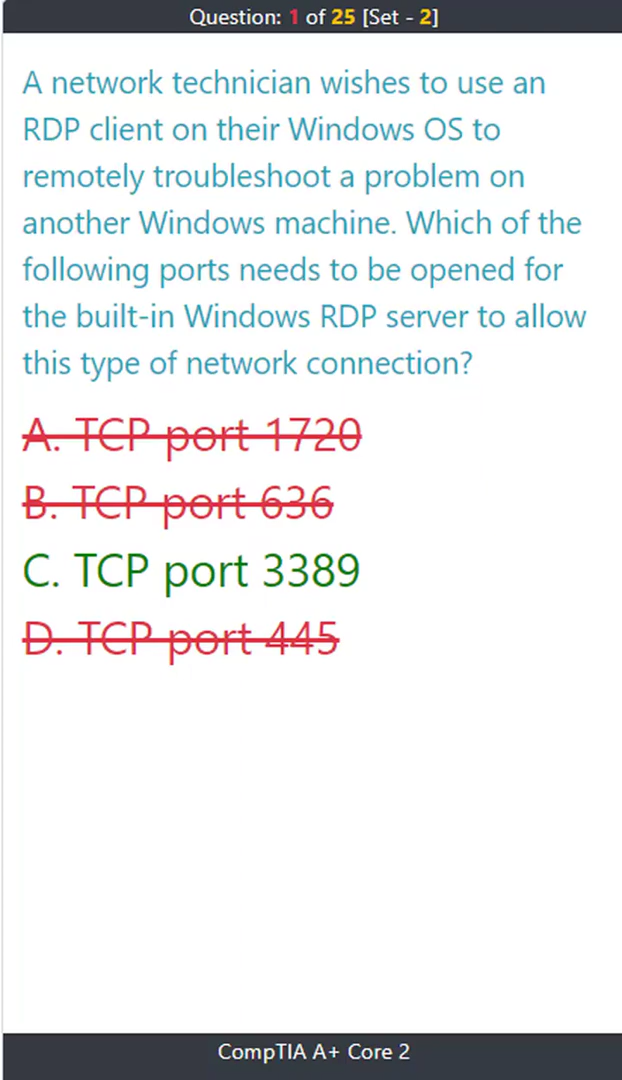 Question: 1 of 25 [Set - 2]
A network technician wishes to use an
RDP client on their Windows OS to
remotely troubleshoot a problem on
another Windows machine. Which of the
following ports needs to be opened for
the built-in Windows RDP server to allow
this type of network connection?
A. TCP port 1720
B. TCP port 636
C. TCP port 3389
D. TCP port 445
CompTIA A+ Core 2